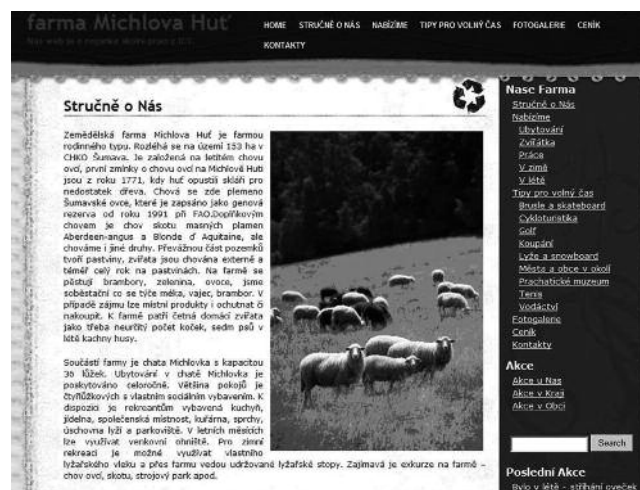 farma Michlova Huť
HOME STRUČNĚ O NÁS NABÍZÍME TIPY PRO VOLNÝ ČAS FOTOGALERIE CENÍK
KONTAKTY
Stručně o Nás
Zemědělská farma Michlova Huť je farmou
rodinného typu. Rozléhá se na území 153 ha v
CHKO Šumava. Je založená na letitém chovu
ovcí, první zmínky o chovu ovcí na Michlově Huti
jsou z roku 1771, kdy huť opustili skláři pro
nedostatek dřeva. Chová se zde plemeno
Šumavské ovce, které je zapsáno jako genová
rezerva od roku 1991 při FAO.Doplňkovým
chovem je chov skotu masných plamen
Aberdeen-angus a Blonde ď Aquitaine, ale
chováme i jiné druhy. Převážnou část pozemků
tvoří pastviny, zvířata jsou chována externě a
téměř celý rok na pastvinách. Na farmě se
pěstují brambory, zelenina, ovoce, jsme
soběstační co se týče mléka, vajec, brambor. V
případě zájmu lze místní produkty i ochutnat či
nakoupit. K farmě patří četná domácí zvířata
jako třeba neurčitý počet koček, sedm psů v
létě kachny husy.
Součástí farmy je chata Michlovka s kapacitou
36 lůžek. Ubytování v chatě Michlovka je
poskytováno celoročně. Většina pokojů je
čtyřlůžkových s vlastním sociálním vybavením. K
dispozici je rekreantům vybavená kuchyň,
jídelna, společenská místnost, kuřárna, sprchy,
úschovna lyží a parkoviště. V letních měsících
lze využívat venkovní ohniště. Pro zimní
rekreaci je možné využívat vlastního
lyžařského vleku a přes farmu vedou udržované lyžařské stopy. Zajímavá je exkurze na farmě –
chov ovcí, skotu, strojový park apod.
Nase Farma
Stručně o Nás
Nabízíme
Ubytování
Zvířátka
Práce
V zimě
V létě
Tipy pro volný čas
Brusle a skateboard
Cykloturistika
Golf
Koupání
Lyže a snowboard
Města a obce v okolí
Prachatické muzeum
Tenis
Vodáctví
Fotogalerie
Ceník
Kontakty
Akce
Akce u Nas
Akce v Kraji
Akce v Obci
Search
Poslední Akce
Bylo v létě - stříhání oveček